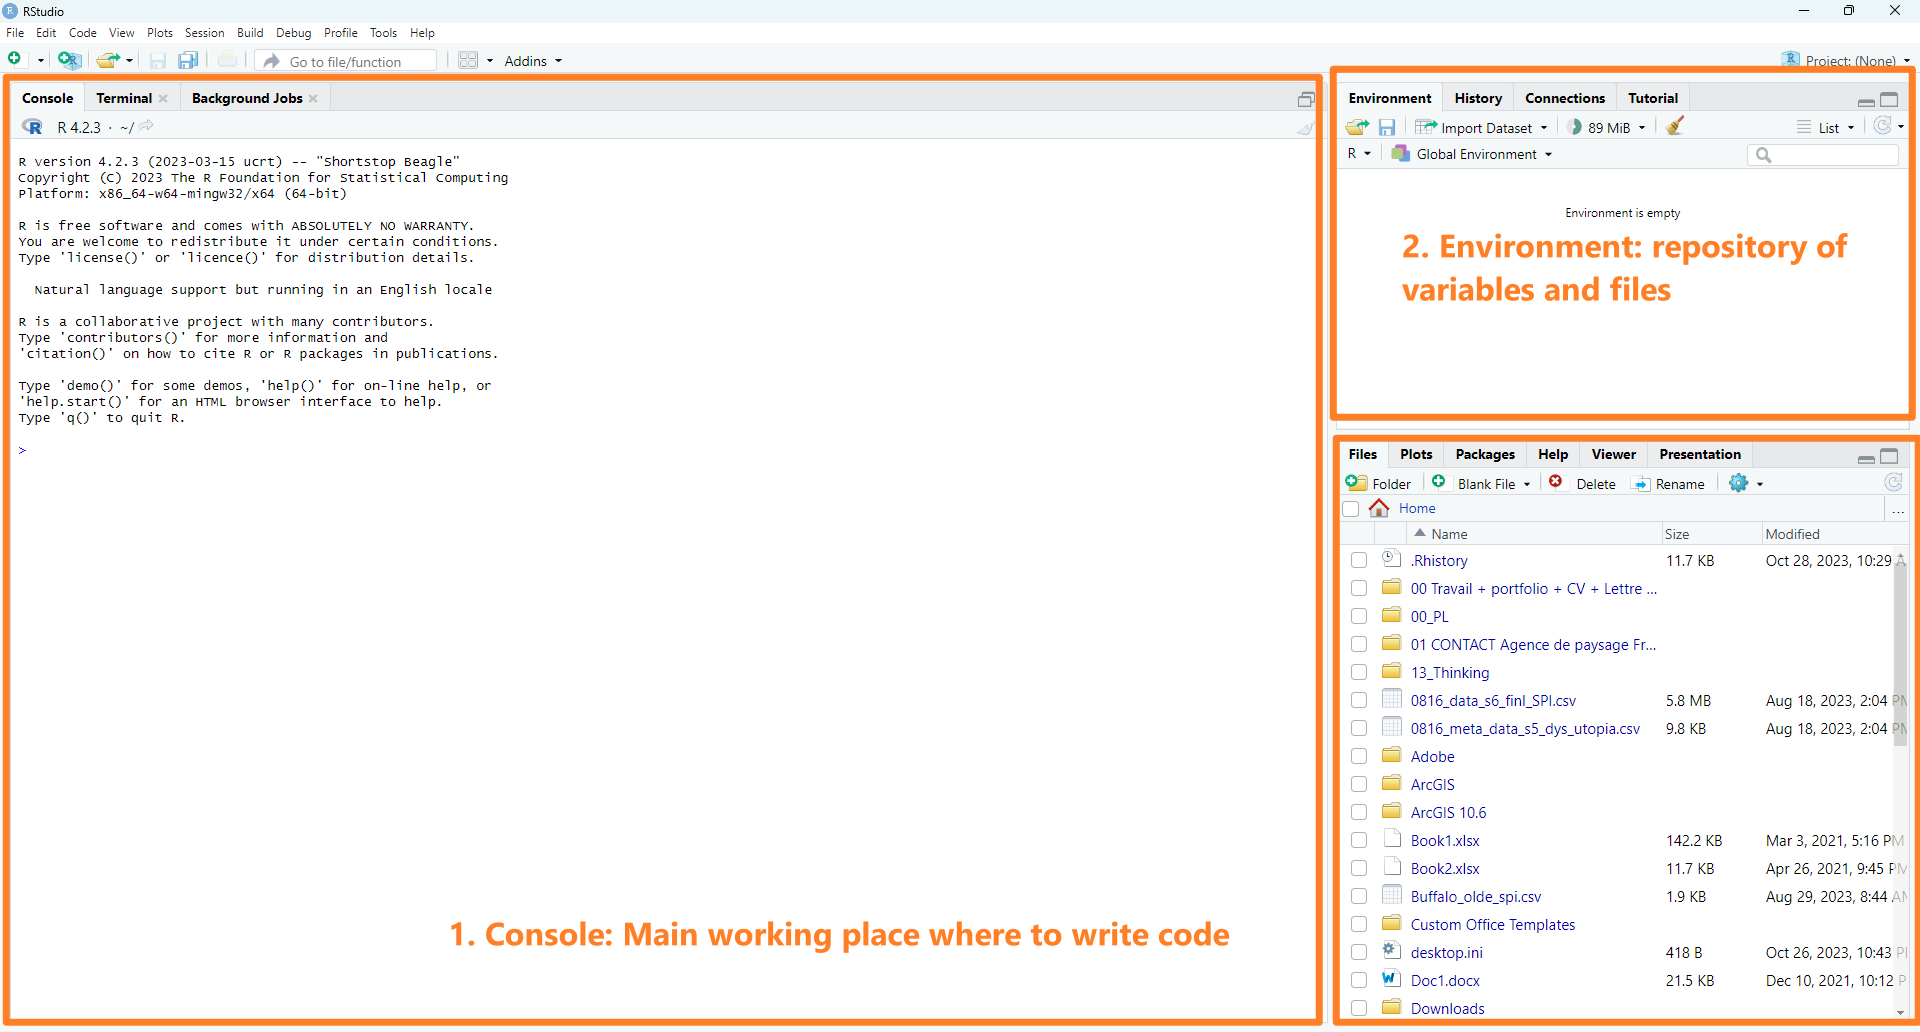 RStudio
File Edit Code View Plots Session Build Debug Profile Tools Help
Go to file/function Addins Project: (None)
Console Terminal Background Jobs
R 4.2.3 · ~/
R version 4.2.3 (2023-03-15 ucrt) -- "Shortstop Beagle"
Copyright (C) 2023 The R Foundation for Statistical Computing
Platform: x86_64-w64-mingw32/x64 (64-bit)
R is free software and comes with ABSOLUTELY NO WARRANTY.
You are welcome to redistribute it under certain conditions.
Type 'license()' or 'licence()' for distribution details.
Natural language support but running in an English locale
R is a collaborative project with many contributors.
Type 'contributors()' for more information and
'citation()' on how to cite R or R packages in publications.
Type 'demo()' for some demos, 'help()' for on-line help, or
'help.start()' for an HTML browser interface to help.
Type 'q()' to quit R.
>
1. Console: Main working place where to write code
Environment History Connections Tutorial
Import Dataset 89 MiB List
R Global Environment
Environment is empty
2. Environment: repository of
variables and files
Files Plots Packages Help Viewer Presentation
Folder Blank File Delete Rename
Home ...
Name Size Modified
.Rhistory 11.7 KB Oct 28, 2023, 10:29 A
00 Travail + portfolio + CV + Lettre ...
00_PL
01 CONTACT Agence de paysage Fr...
13_Thinking
0816_data_s6_finl_SPI.csv 5.8 MB Aug 18, 2023, 2:04 PM
0816_meta_data_s5_dys_utopia.csv 9.8 KB Aug 18, 2023, 2:04 PM
Adobe
ArcGIS
ArcGIS 10.6
Book1.xlsx 142.2 KB Mar 3, 2021, 5:16 PM
Book2.xlsx 11.7 KB Apr 26, 2021, 9:45 PM
Buffalo_olde_spi.csv 1.9 KB Aug 29, 2023, 8:44 AM
Custom Office Templates
desktop.ini 418 B Oct 26, 2023, 10:43 P
Doc1.docx 21.5 KB Dec 10, 2021, 10:12 P
Downloads